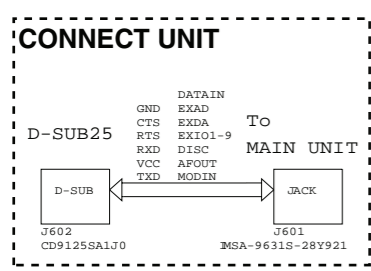 CONNECT UNIT
DATAIN
GND EXAD
CTS EXDA
RTS EXIO1-9
RXD DISC
VCC AFOUT
TXD MODIN
D-SUB25
To
MAIN UNIT
D-SUB
JACK
J602
CD9125SA1J0
J601
IMSA-9631S-28Y921